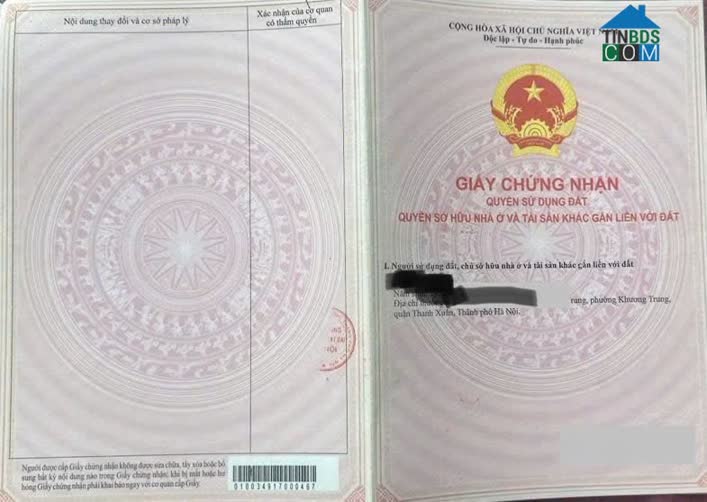 Nội dung thay đổi và cơ sở pháp lý
Xác nhận của cơ quan
có thẩm quyền
Người được cấp Giấy chứng nhận không được sửa chữa, tẩy xóa hoặc bổ
sung bất kỳ nội dung nào trong Giấy chứng nhận; khi bị mất hoặc hư
hỏng Giấy chứng nhận phải khai báo ngay với cơ quan cấp Giấy.
010034917000467
CỘNG HÒA XÃ HỘI CHỦ NGHĨA VIỆT
Độc lập - Tự do - Hạnh phúc
TINBDS
COM
GIẤY CHỨNG NHẬN
QUYỀN SỬ DỤNG ĐẤT
QUYỀN SỞ HỮU NHÀ Ở VÀ TÀI SẢN KHÁC GẮN LIỀN VỚI ĐẤT
I. Người sử dụng đất, chủ sở hữu nhà ở và tài sản khác gắn liền với đất
Năm
Địa chỉ rung, phường Khương Trung,
quận Thanh Xuân, Thành phố Hà Nội.